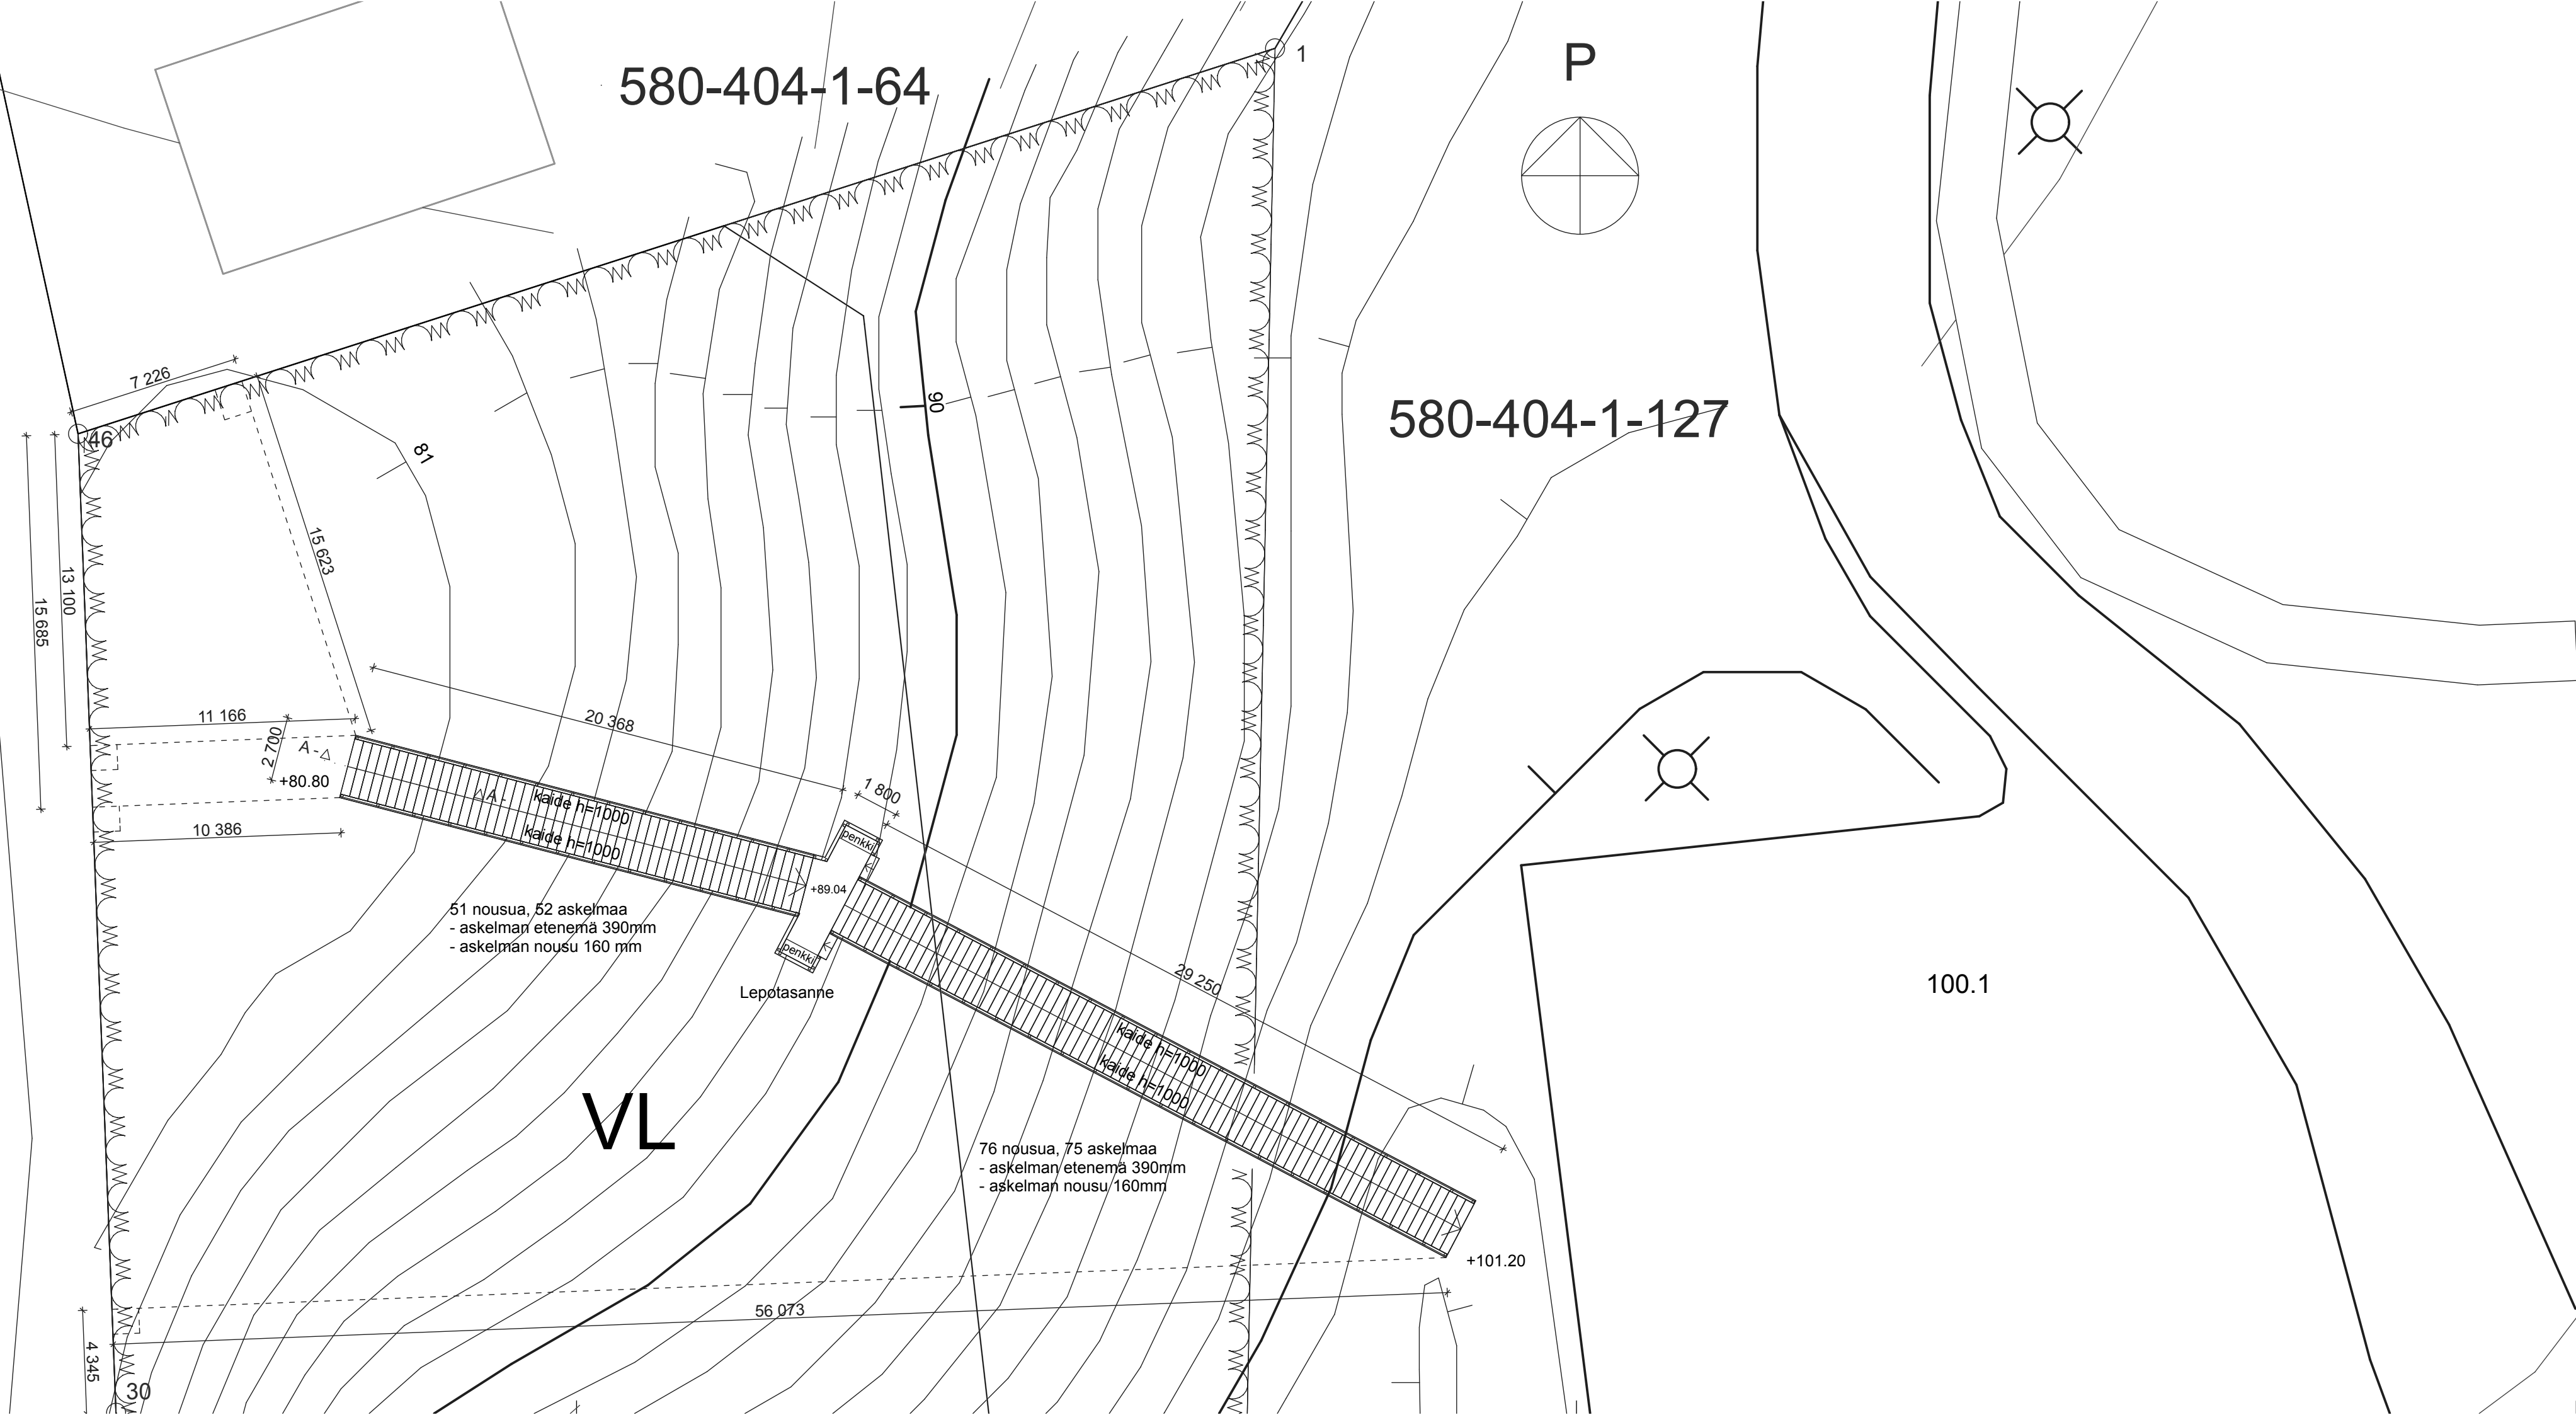 580-404-1-64
1
P
7 226
46
90
81
580-404-1-127
15 623
13 100
15 685
11 166
20 368
2 700
A -
+80.80
A -
kaide h=1000
kaide h=1000
1 800
penkki
10 386
+89.04
51 nousua, 52 askelmaa
- askelman etenemä 390mm
- askelman nousu 160 mm
penkki
Lepotasanne
29 250
100.1
kaide h=1000
kaide h=1000
VL
76 nousua, 75 askelmaa
- askelman etenemä 390mm
- askelman nousu 160mm
+101.20
56 073
4 345
30